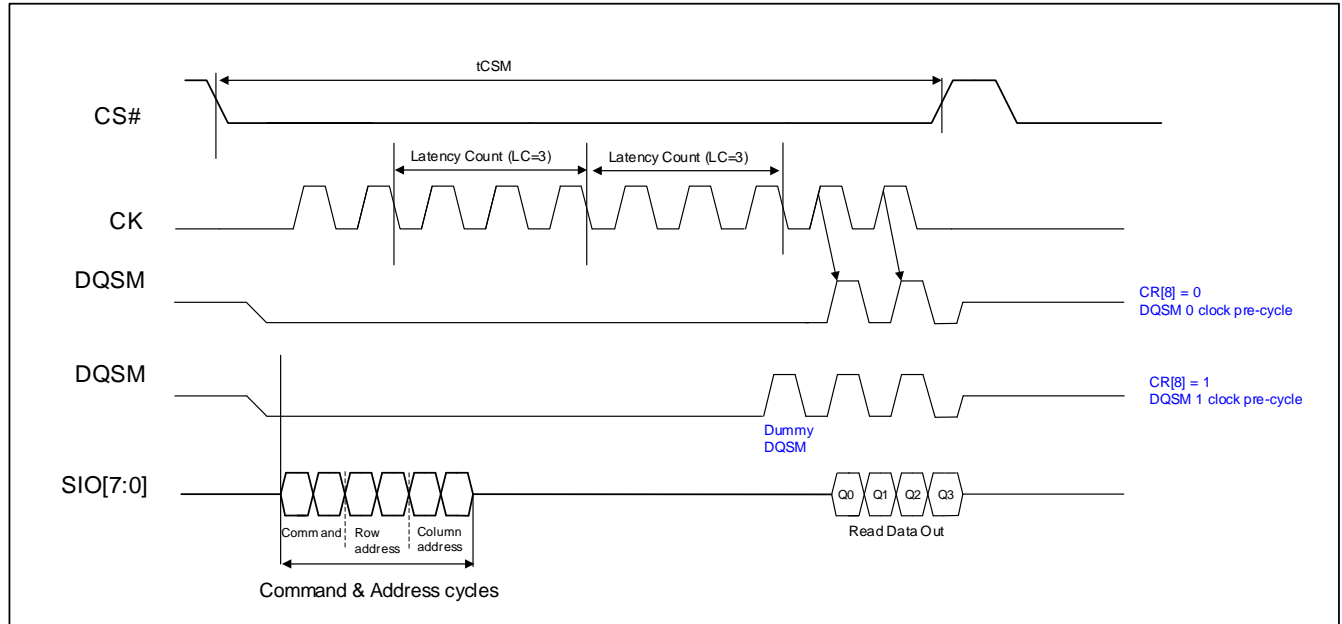 tCSM
CS#
Latency Count (LC=3)
Latency Count (LC=3)
CK
DQSM
CR[8] = 0
DQSM 0 clock pre-cycle
DQSM
CR[8] = 1
DQSM 1 clock pre-cycle
Dummy
DQSM
SIO[7:0]
Q0 Q1 Q2 Q3
Command
Row
address
Column
address
Read Data Out
Command & Address cycles